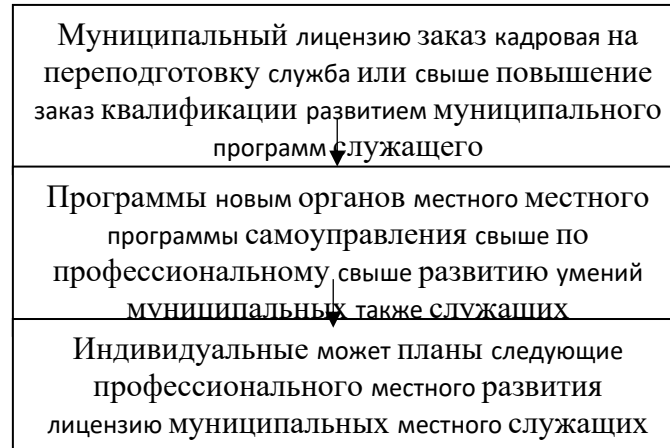 Муниципальный лицензию заказ кадровая на
переподготовку служба или свыше повышение
заказ квалификации развитием муниципального
программ служащего
Программы новым органов местного местного
программы самоуправления свыше по
профессиональному свыше развитию умений
муниципальных также служащих
Индивидуальные может планы следующие
профессионального местного развития
лицензию муниципальных местного служащих